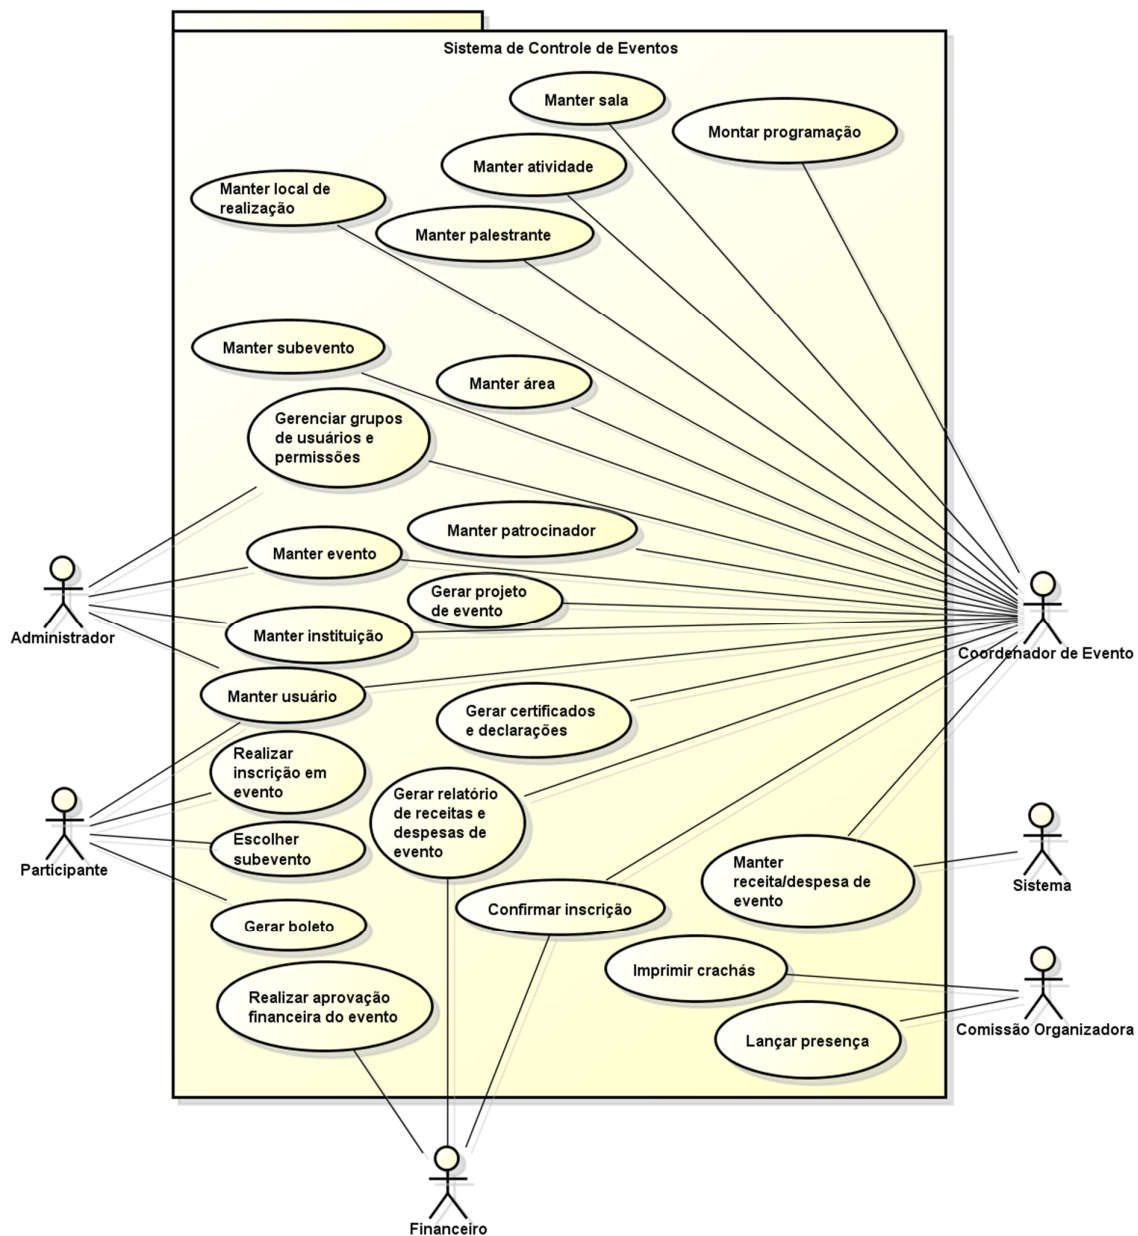 Sistema de Controle de Eventos
Manter sala
Montar programação
Manter atividade
Manter local de
realização
Manter palestrante
Manter subevento
Manter área
Gerenciar grupos
de usuários e
permissões
Manter patrocinador
Manter evento
Gerar projeto
de evento
Administrador
Manter instituição
Coordenador de Evento
Manter usuário
Gerar certificados
e declarações
Realizar
inscrição em
evento
Gerar relatório
de receitas e
despesas de
evento
Escolher
subevento
Participante
Manter
receita/despesa de
evento
Sistema
Confirmar inscrição
Gerar boleto
Imprimir crachás
Realizar aprovação
financeira do evento
Comissão Organizadora
Lançar presença
Financeiro